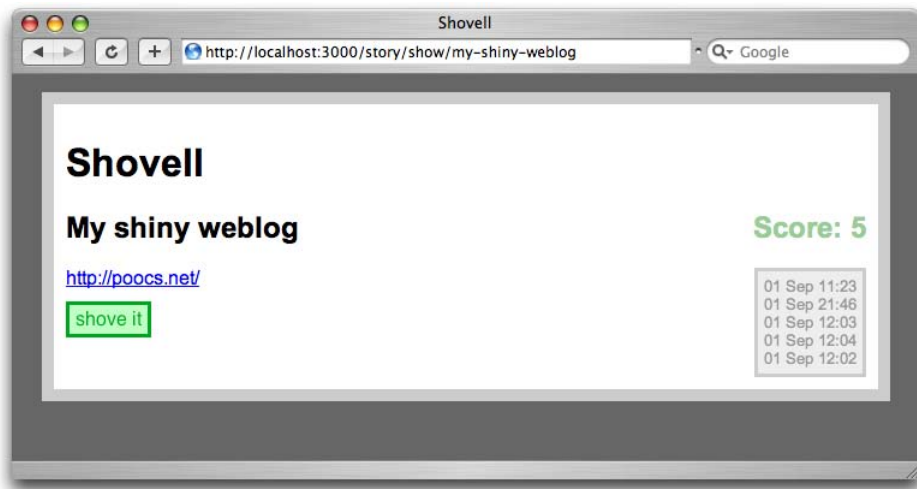 Shovell
http://localhost:3000/story/show/my-shiny-weblog
Google
Shovell
My shiny weblog
Score: 5
http://poocs.net/
shove it
01 Sep 11:23
01 Sep 21:46
01 Sep 12:03
01 Sep 12:04
01 Sep 12:02